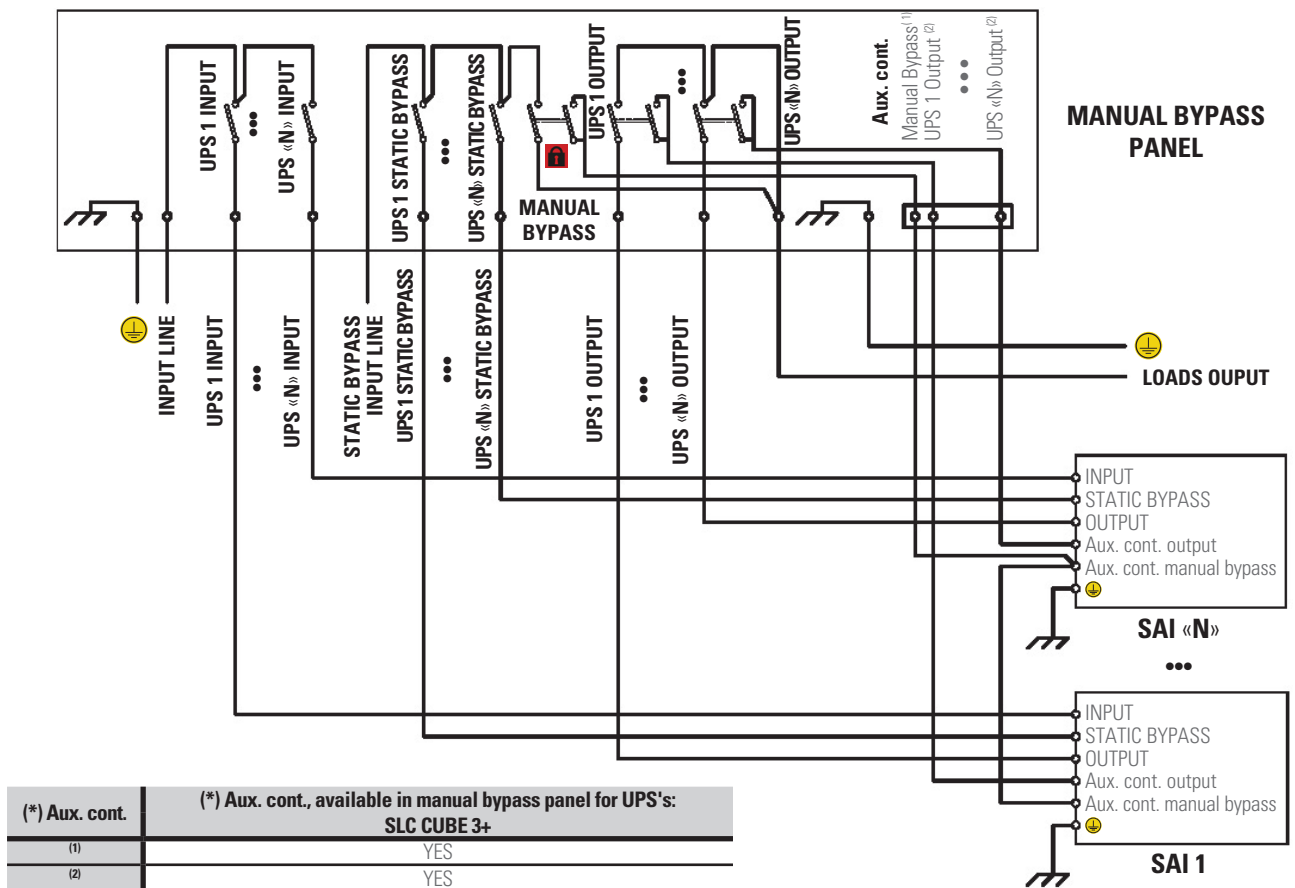 UPS 1 INPUT
•••
UPS «N» INPUT
UPS 1 STATIC BYPASS
•••
UPS «N» STATIC BYPASS
MANUAL
BYPASS
UPS 1 OUTPUT
•••
UPS «N» OUTPUT
Aux. cont.
Manual Bypass(1)
UPS 1 Output (2)
•••
UPS «N» Output (2)
MANUAL BYPASS
PANEL
INPUT LINE
UPS 1 INPUT
•••
UPS «N» INPUT
STATIC BYPASS
INPUT LINE
UPS1 STATIC BYPASS
•••
UPS «N» STATIC BYPASS
UPS 1 OUTPUT
•••
UPS «N» OUTPUT
LOADS OUPUT
INPUT
STATIC BYPASS
OUTPUT
Aux. cont. output
Aux. cont. manual bypass
SAI «N»
•••
INPUT
STATIC BYPASS
OUTPUT
Aux. cont. output
Aux. cont. manual bypass
SAI 1
(*) Aux. cont.
(*) Aux. cont., available in manual bypass panel for UPS's:
SLC CUBE 3+
(1) YES
(2) YES